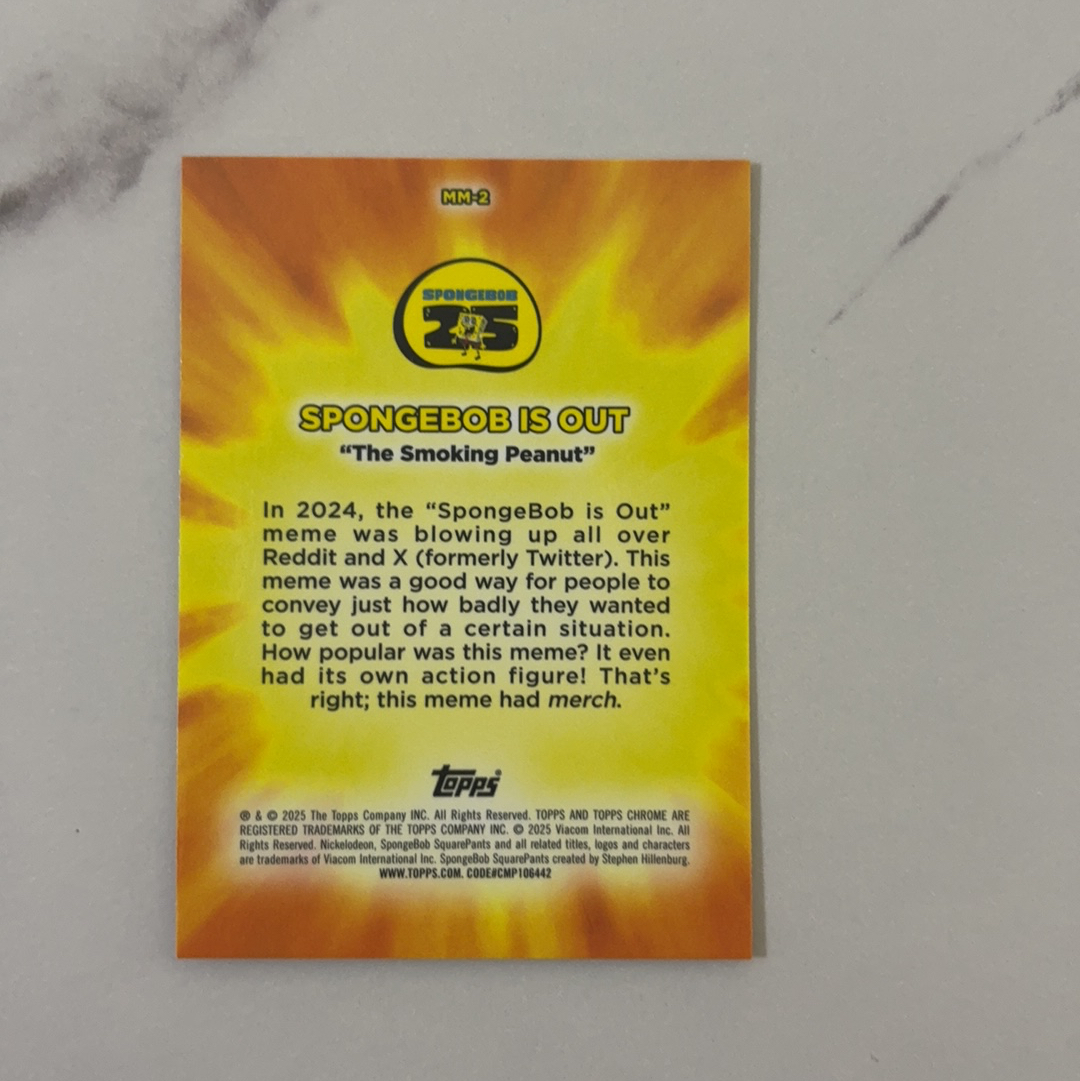 MM-2
SPONGEBOB
25
SPONGEBOB IS OUT
“The Smoking Peanut”
In 2024, the “SpongeBob is Out”
meme was blowing up all over
Reddit and X (formerly Twitter). This
meme was a good way for people to
convey just how badly they wanted
to get out of a certain situation.
How popular was this meme? It even
had its own action figure! That’s
right; this meme had merch.
topps®
® & © 2025 The Topps Company INC. All Rights Reserved. TOPPS AND TOPPS CHROME ARE
REGISTERED TRADEMARKS OF THE TOPPS COMPANY INC. © 2025 Viacom International Inc. All
Rights Reserved. Nickelodeon, SpongeBob SquarePants and all related titles, logos and characters
are trademarks of Viacom International Inc. SpongeBob SquarePants created by Stephen Hillenburg.
WWW.TOPPS.COM. CODE#CMP106442